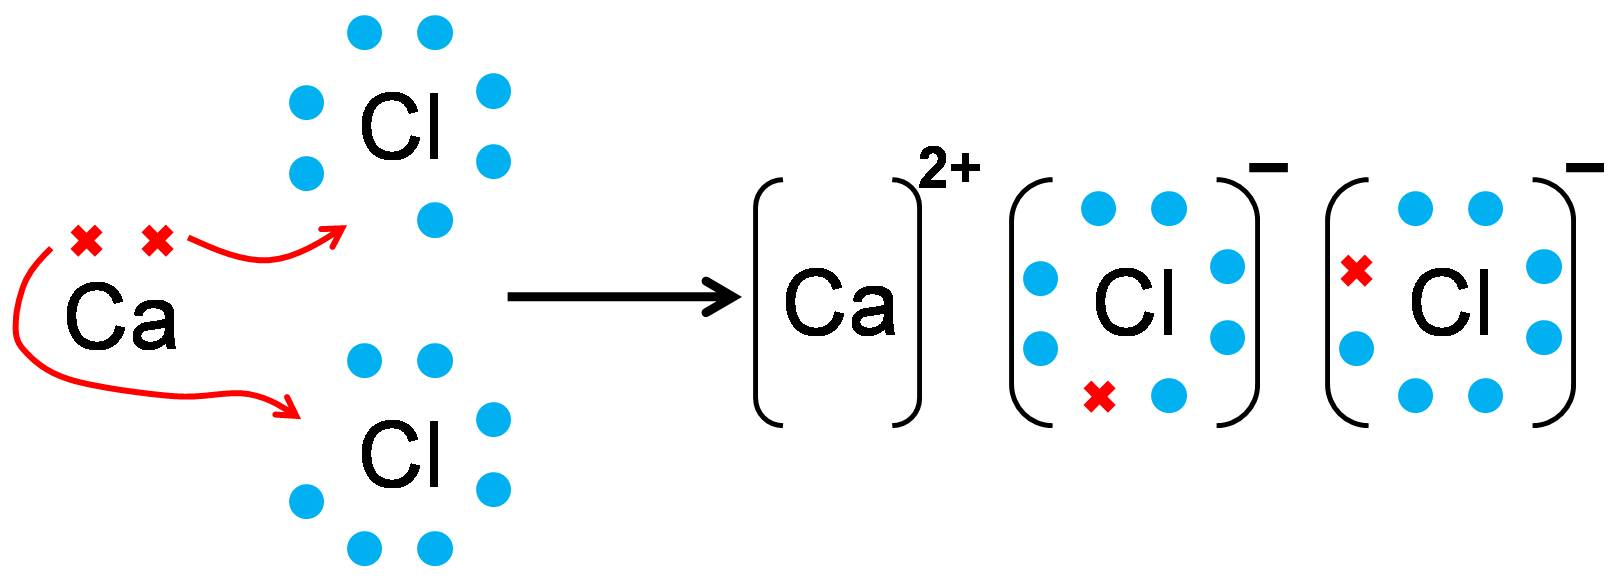 Cl
Ca
Cl
Ca 2+ Cl − Cl −